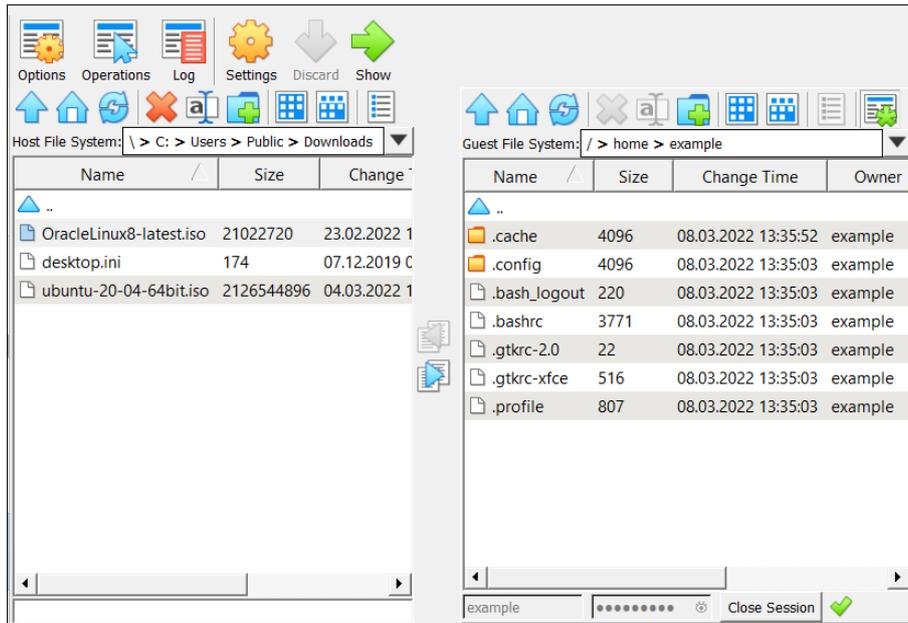 Options Operations Log Settings Discard Show
Host File System: \ > C: > Users > Public > Downloads
Name Size Change T
..
OracleLinux8-latest.iso 21022720 23.02.2022 1
desktop.ini 174 07.12.2019 0
ubuntu-20-04-64bit.iso 2126544896 04.03.2022 1
Guest File System: / > home > example
Name Size Change Time Owner
..
.cache 4096 08.03.2022 13:35:52 example
.config 4096 08.03.2022 13:35:03 example
.bash_logout 220 08.03.2022 13:35:03 example
.bashrc 3771 08.03.2022 13:35:03 example
.gtkrc-2.0 22 08.03.2022 13:35:03 example
.gtkrc-xfce 516 08.03.2022 13:35:03 example
.profile 807 08.03.2022 13:35:03 example
example ●●●●●●●●● Close Session